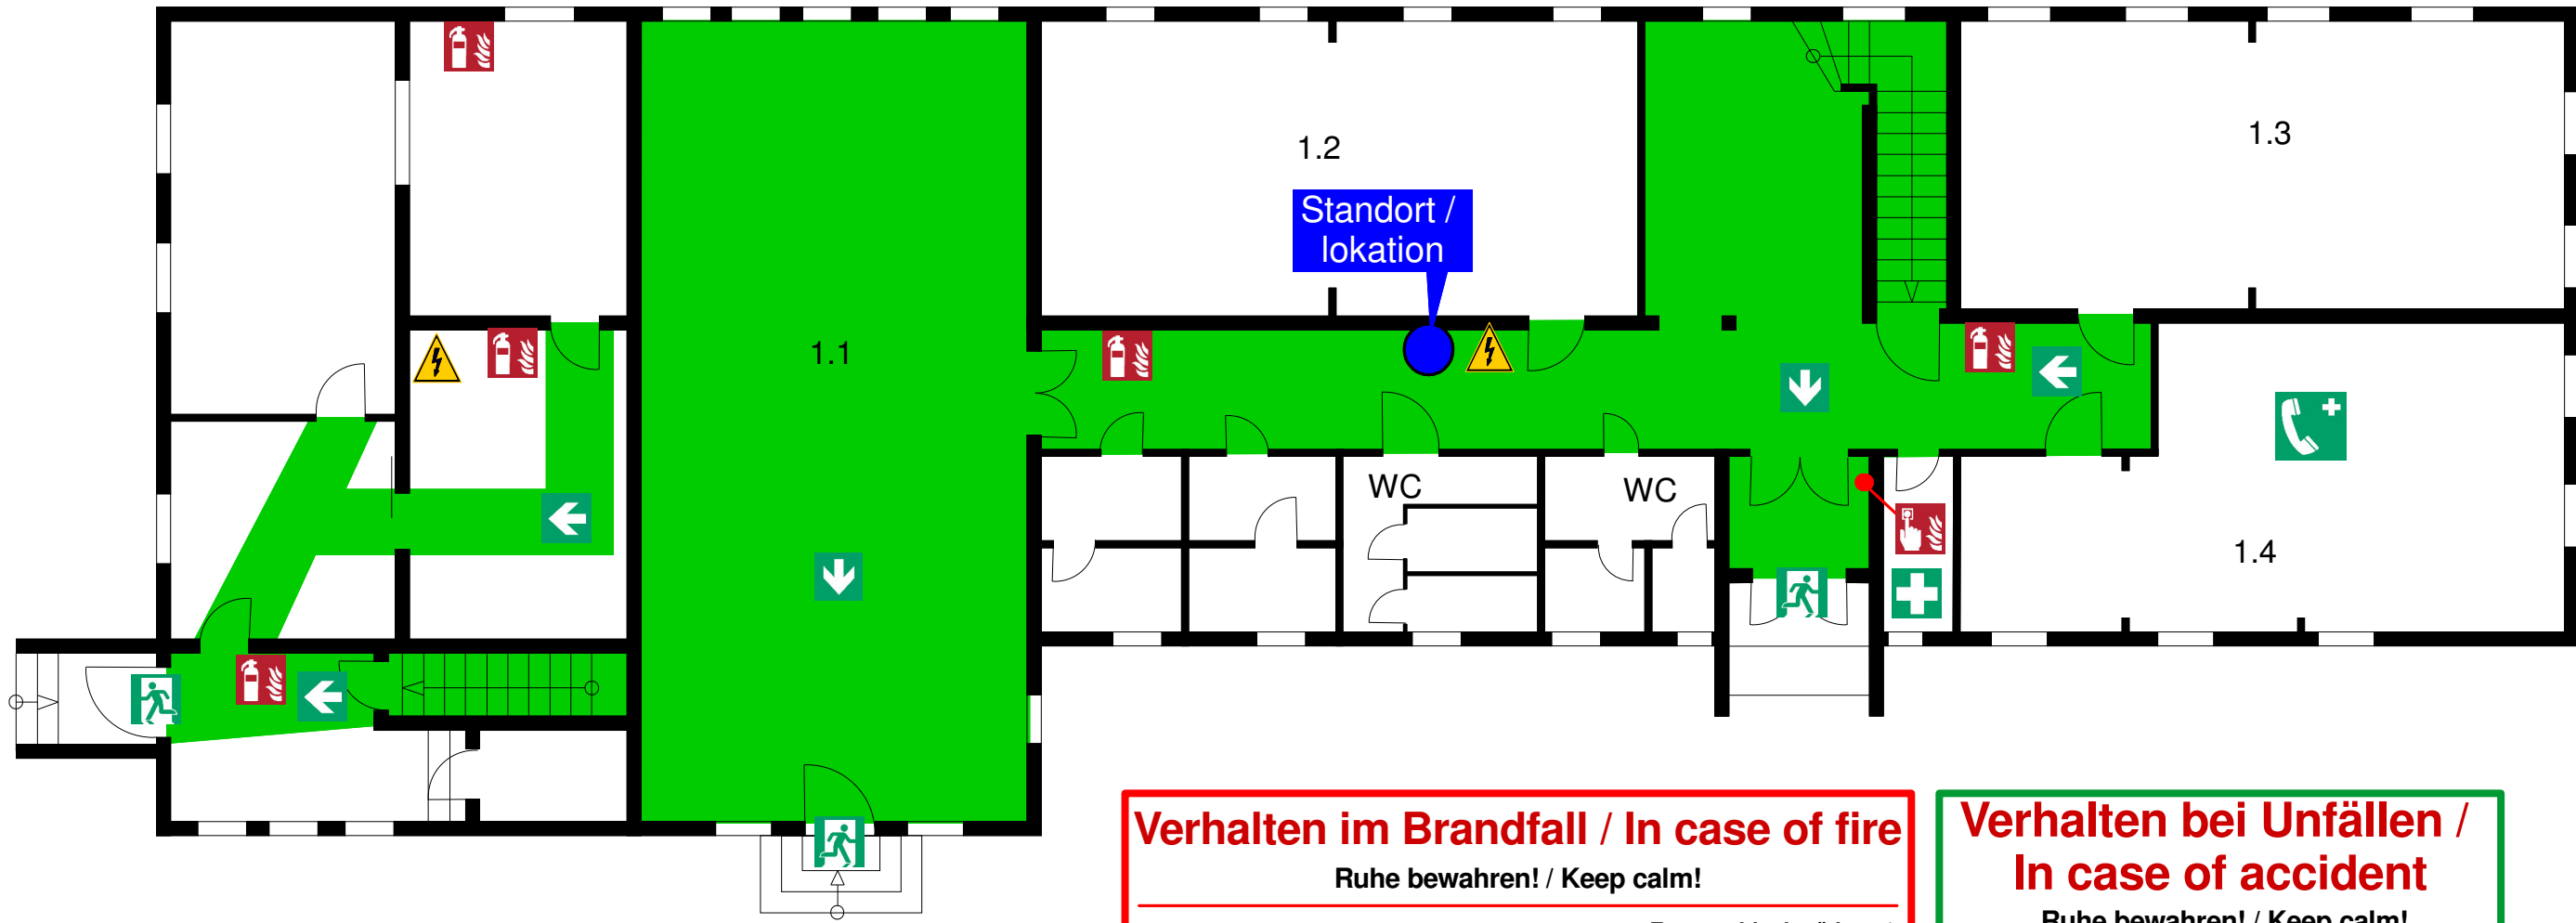 1.2
1.3
Standort /
lokation
1.1
WC
WC
1.4
Verhalten im Brandfall / In case of fire
Ruhe bewahren! / Keep calm!
Verhalten bei Unfällen /
In case of accident
Ruhe bewahren! / Keep calm!